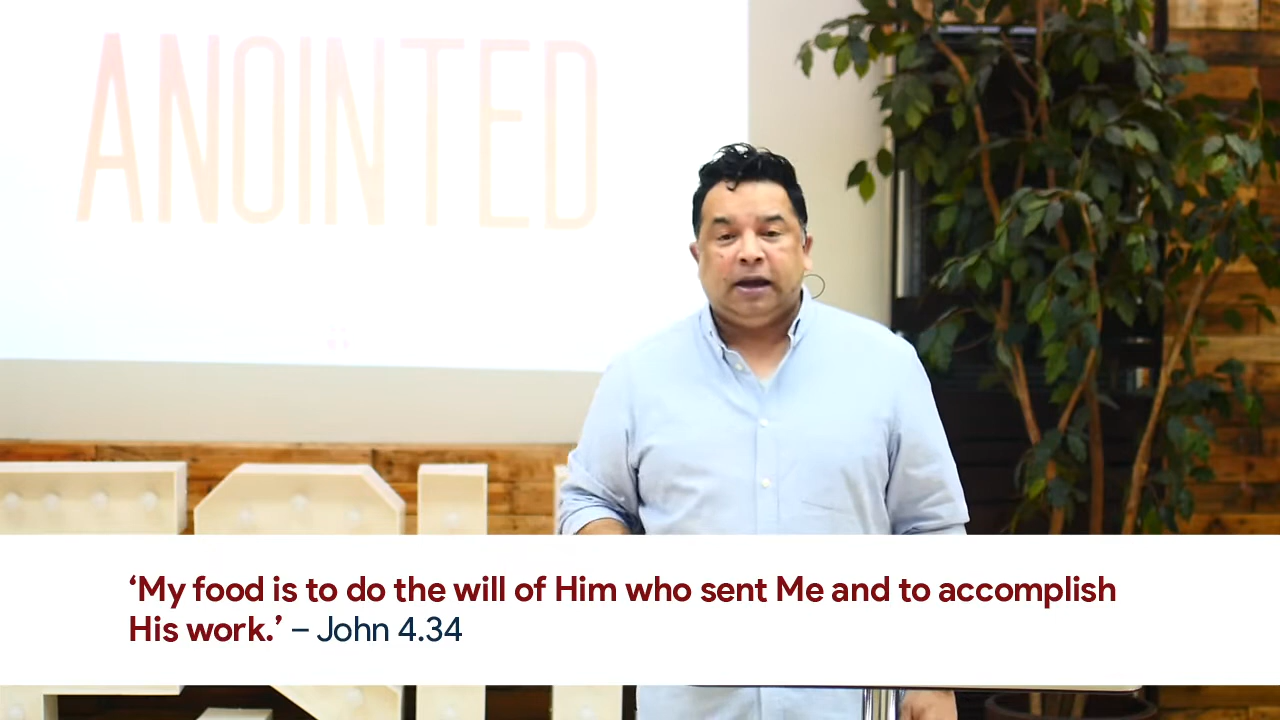 ANOINTED
‘My food is to do the will of Him who sent Me and to accomplish
His work.’ – John 4.34